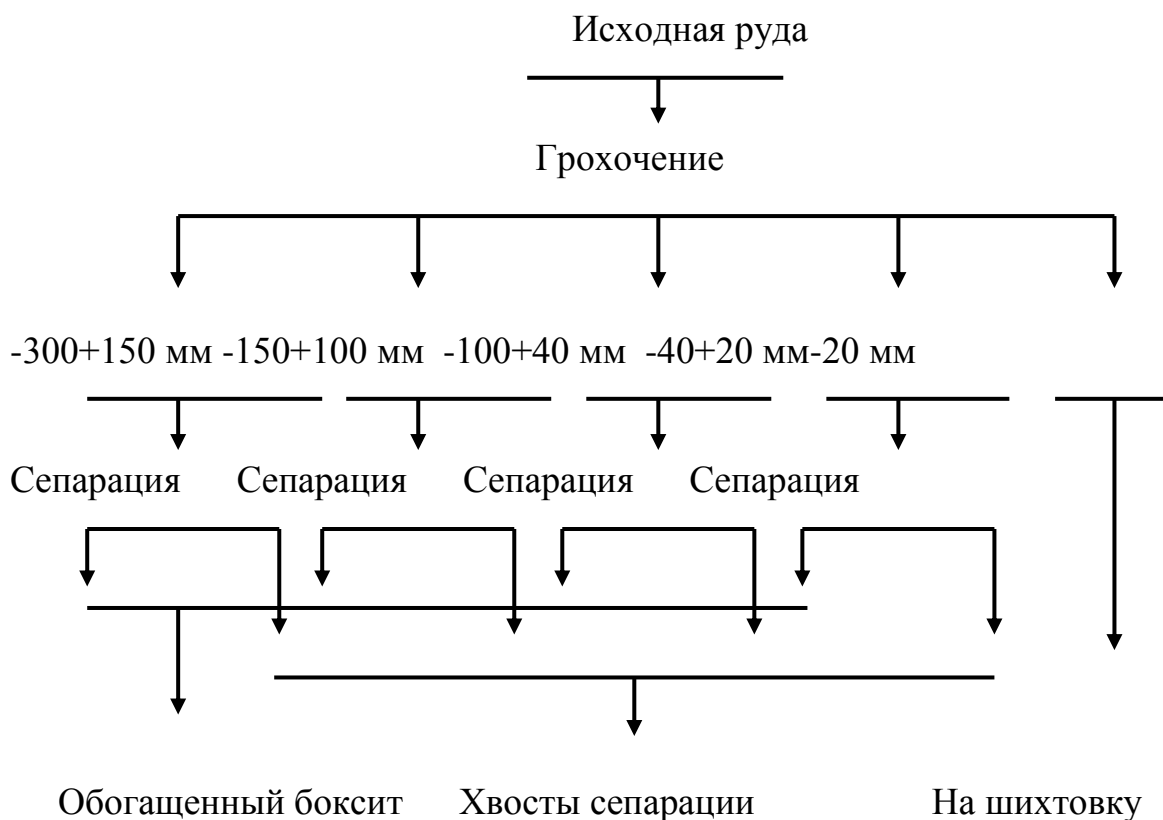 Исходная руда
Грохочение
-300+150 мм -150+100 мм -100+40 мм -40+20 мм-20 мм
Сепарация Сепарация Сепарация Сепарация
Обогащенный боксит Хвосты сепарации На шихтовку